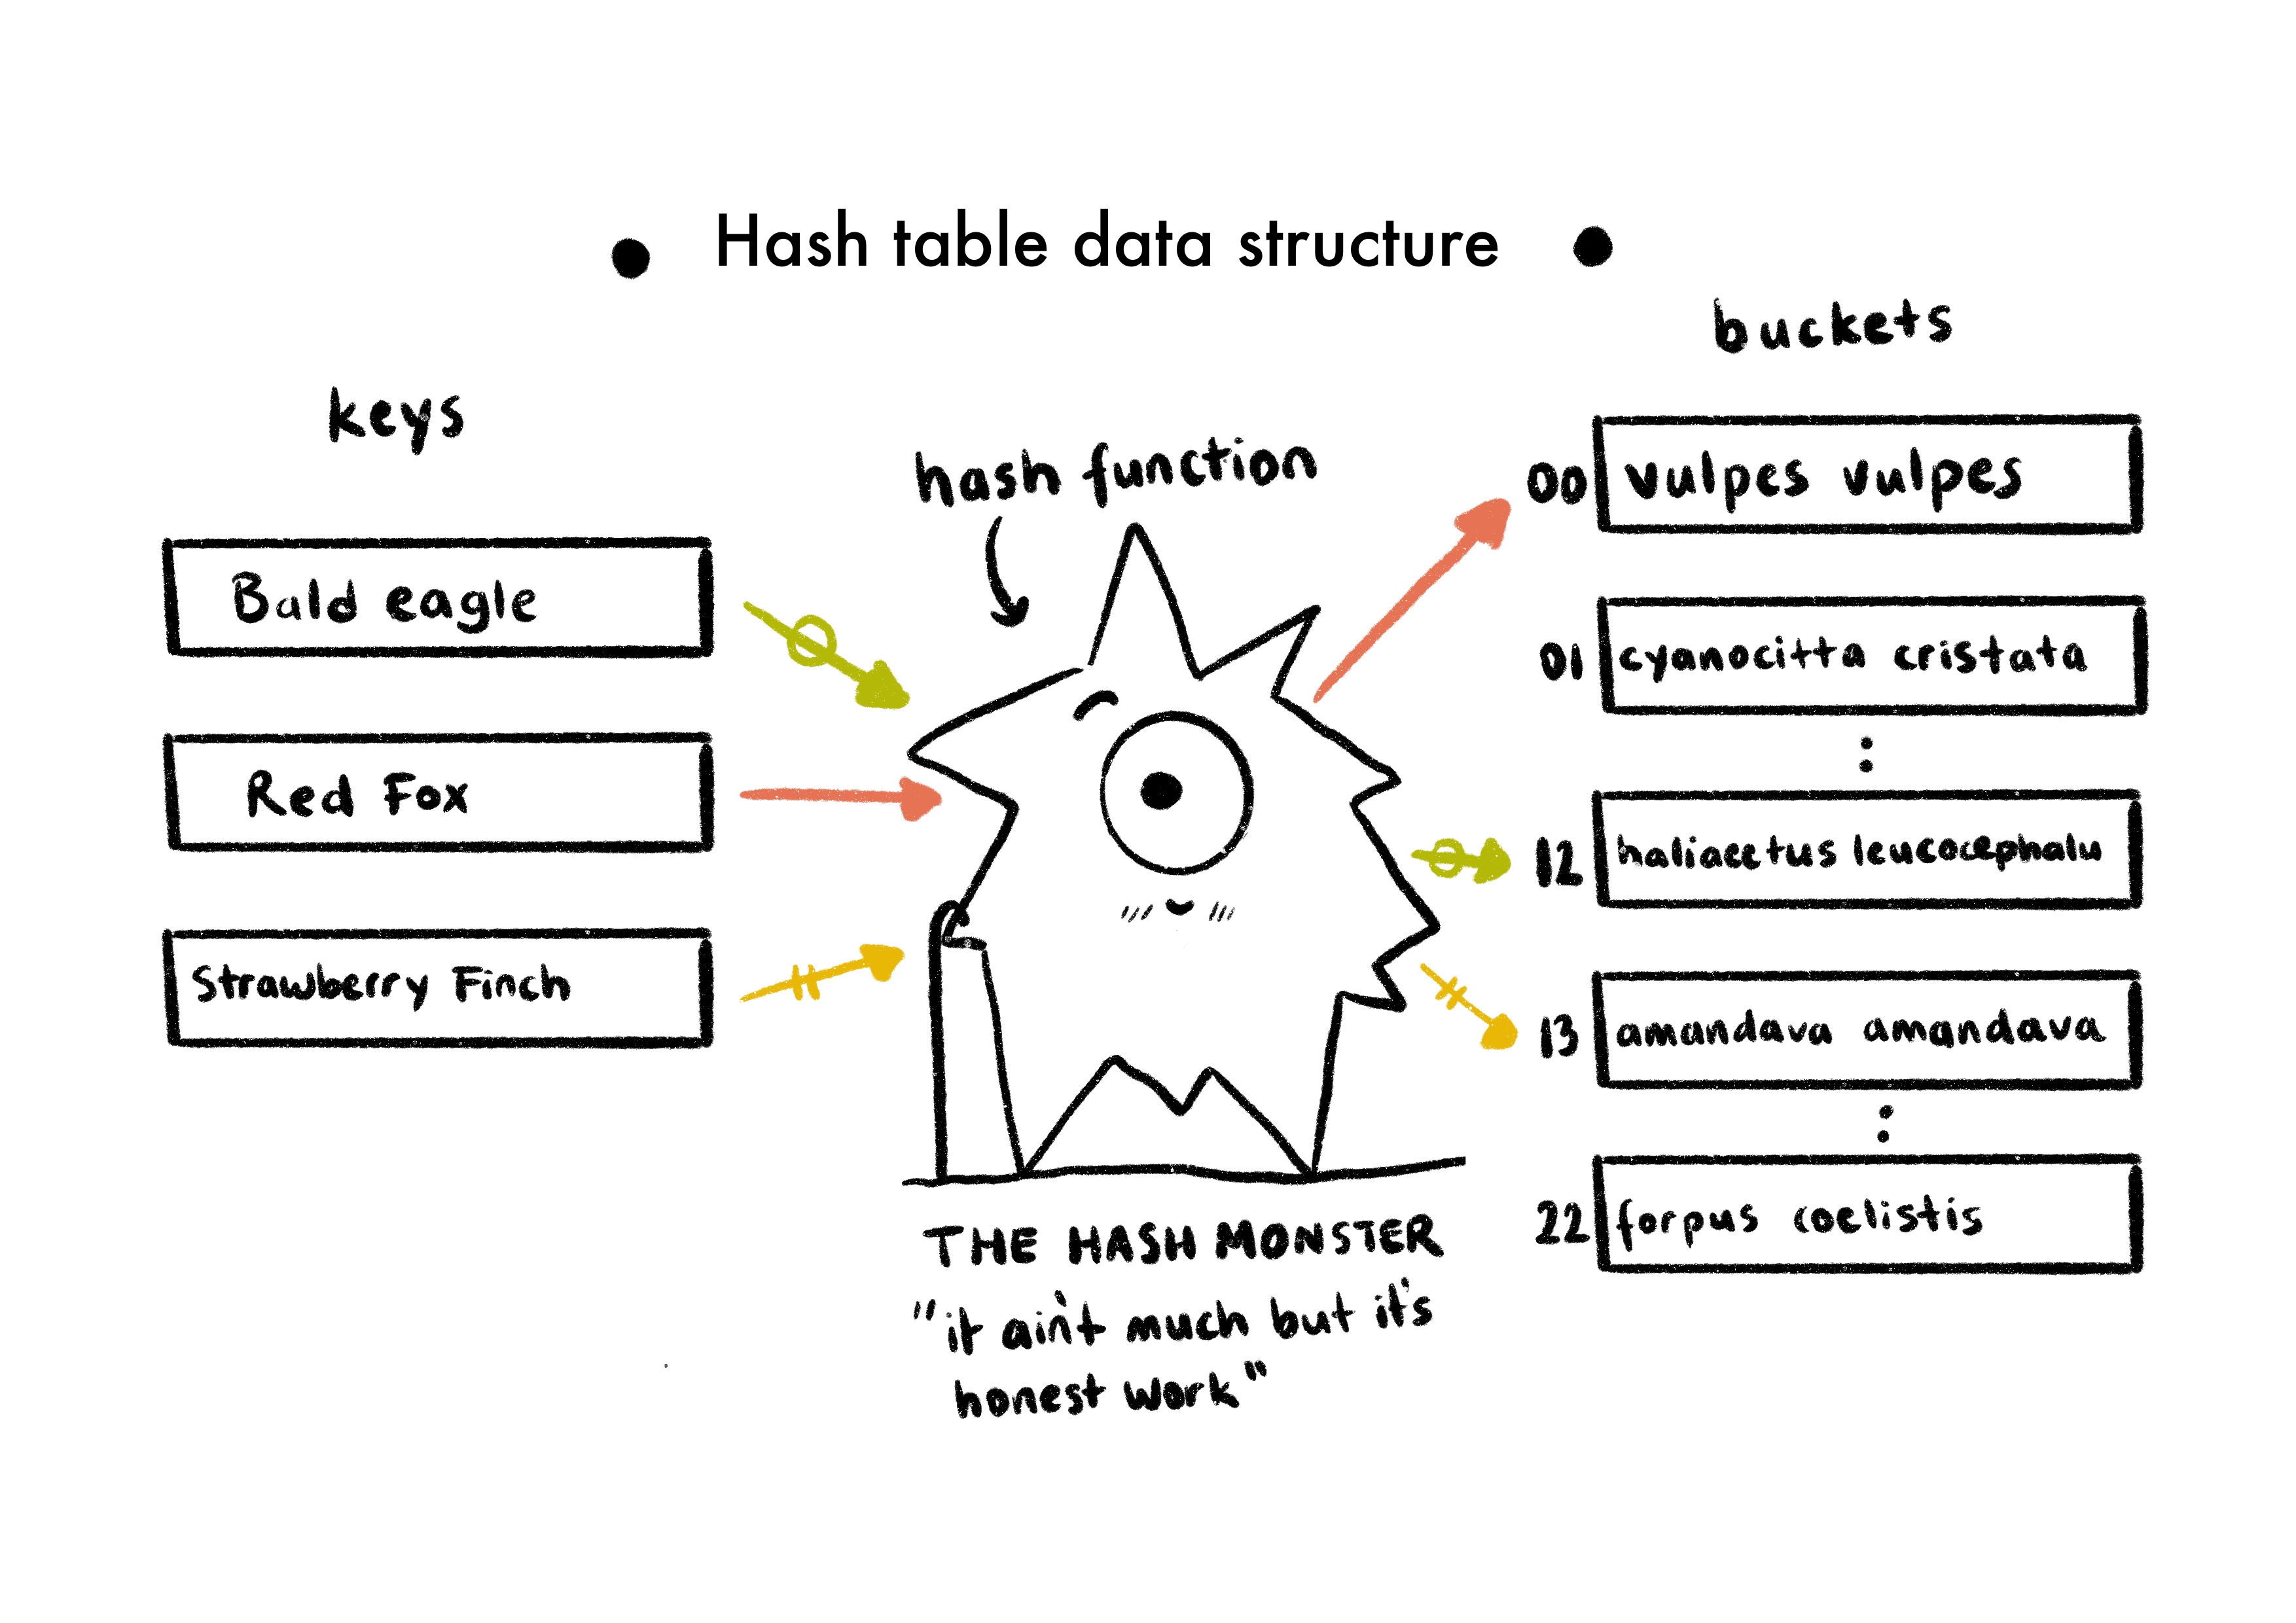 Hash table data structure
keys
Bald eagle
Red Fox
Strawberry Finch
hash function
THE HASH MONSTER
"it ain't much but it's
honest work"
buckets
00 vulpes vulpes
01 cyanocitta cristata
:
12 haliaeetus leucocephalu
13 amandava amandava
:
22 forpus coelistis